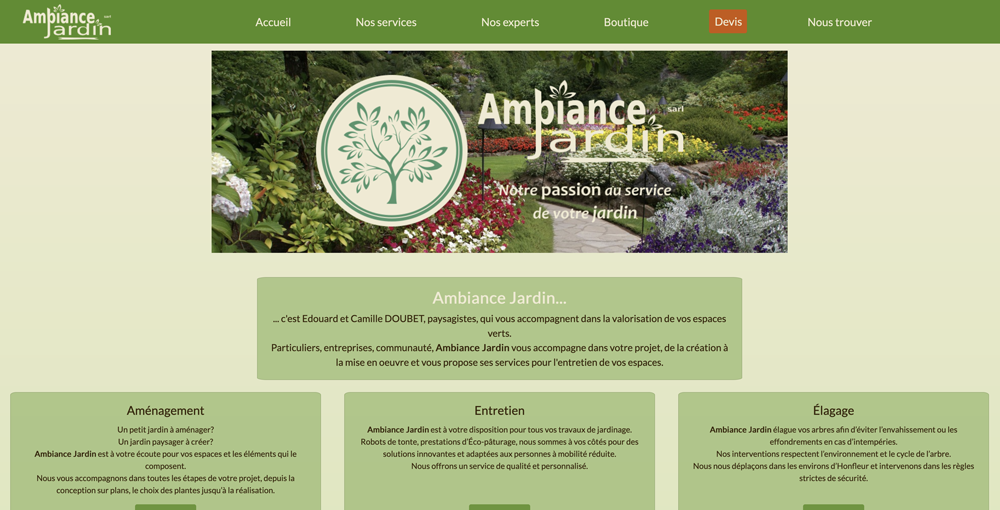 Ambiance sarl
Jardin
Accueil
Nos services
Nos experts
Boutique
Devis
Nous trouver
Ambiance sarl
Jardin
Notre passion au service
de votre jardin
Ambiance Jardin...
... c'est Edouard et Camille DOUBET, paysagistes, qui vous accompagnent dans la valorisation de vos espaces
verts.
Particuliers, entreprises, communauté, Ambiance Jardin vous accompagne dans votre projet, de la création à
la mise en oeuvre et vous propose ses services pour l'entretien de vos espaces.
Aménagement
Un petit jardin à aménager?
Un jardin paysager à créer?
Ambiance Jardin est à votre écoute pour vos espaces et les éléments qui le
composent.
Nous vous accompagnons dans toutes les étapes de votre projet, depuis la
conception sur plans, le choix des plantes jusqu'à la réalisation.
Entretien
Ambiance Jardin est à votre disposition pour tous vos travaux de jardinage.
Robots de tonte, prestations d'Éco-pâturage, nous sommes à vos côtés pour des
solutions innovantes et adaptées aux personnes à mobilité réduite.
Nous offrons un service de qualité et personnalisé.
Élagage
Ambiance Jardin élague vos arbres afin d'éviter l'envahissement ou les
effondrements en cas d'intempéries.
Nos interventions respectent l'environnement et le cycle de l'arbre.
Nous nous déplaçons dans les environs d'Honfleur et intervenons dans les règles
strictes de sécurité.